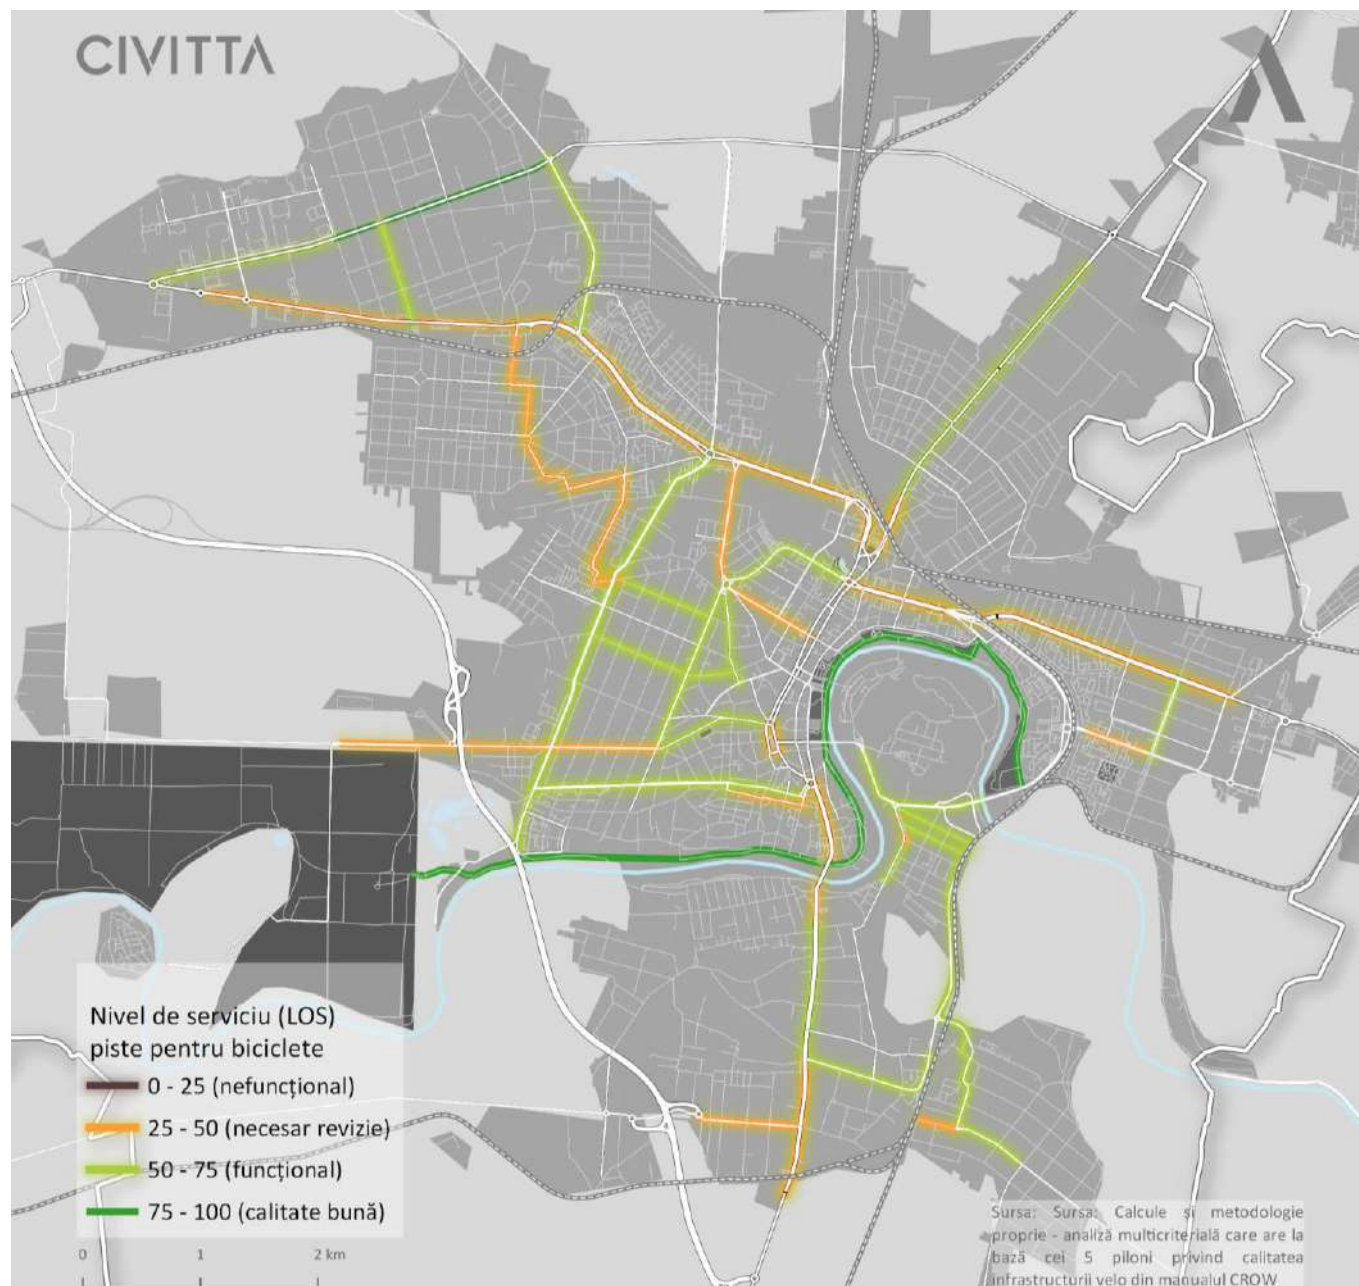 CIVITTA
Nivel de serviciu (LOS)
piste pentru biciclete
0 - 25 (nefuncțional)
25 - 50 (necesar revizie)
50 - 75 (funcțional)
75 - 100 (calitate bună)
0 1 2 km
Sursa: Sursa: Calcule și metodologie
proprie - analiză multicriterială care are la
bază cei 5 piloni privind calitatea
infrastructurii velo din manualul CROW